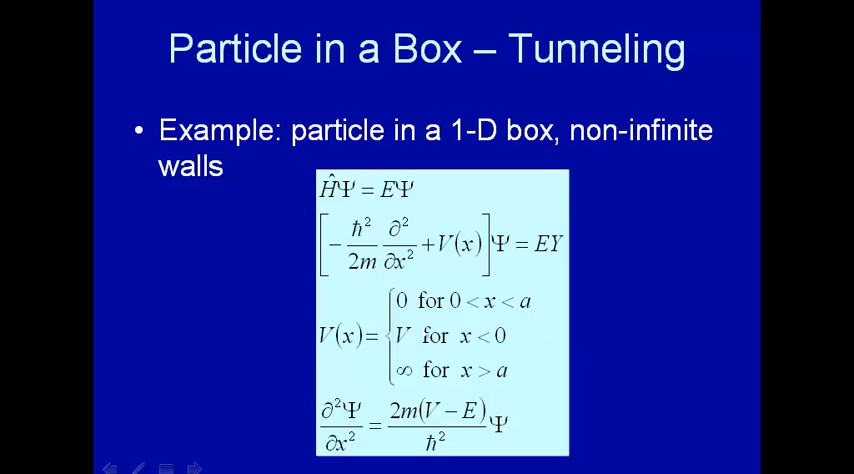 Particle in a Box – Tunneling
• Example: particle in a 1-D box, non-infinite
walls
ĤΨ = EΨ
[-ħ²/2m ∂²/∂x² + V(x)]Ψ = EY
V(x) = {0 for 0 < x < a
V for x < 0
∞ for x > a
∂²Ψ/∂x² = 2m(V − E)/ħ² Ψ